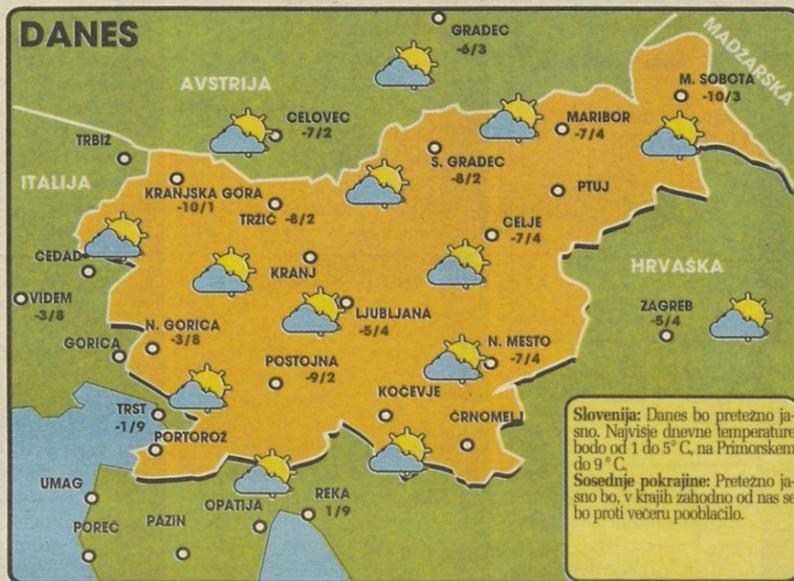 DANES
GRADEC
-6/3
MADŽARSKA
AVSTRIJA
M. SOBOTA
-10/3
CELOVEC
-7/2
MARIBOR
-7/4
TRBIŽ
S. GRADEC
-8/2
ITALIJA
KRANJSKA GORA
-10/1
PTUJ
TRŽIČ -8/2
CELJE
-7/4
ČEDAD
KRANJ
HRVAŠKA
VIDEM
-3/8
LJUBLJANA
-5/4
ZAGREB
-5/4
N. GORICA
-3/8
GORICA
N. MESTO
-7/4
POSTOJNA
-9/2
KOČEVJE
TRST
-1/9
ČRNOMELJ
PORTOROŽ
UMAG
OPATIJA
REKA
1/9
POREČ
PAZIN
Slovenija: Danes bo pretežno ja-
sno. Najvišje dnevne temperature
bodo od 1 do 5° C, na Primorskem
do 9° C.
Sosednje pokrajine: Pretežno ja-
sno bo, v krajih zahodno od nas se
bo proti večeru pooblačilo.